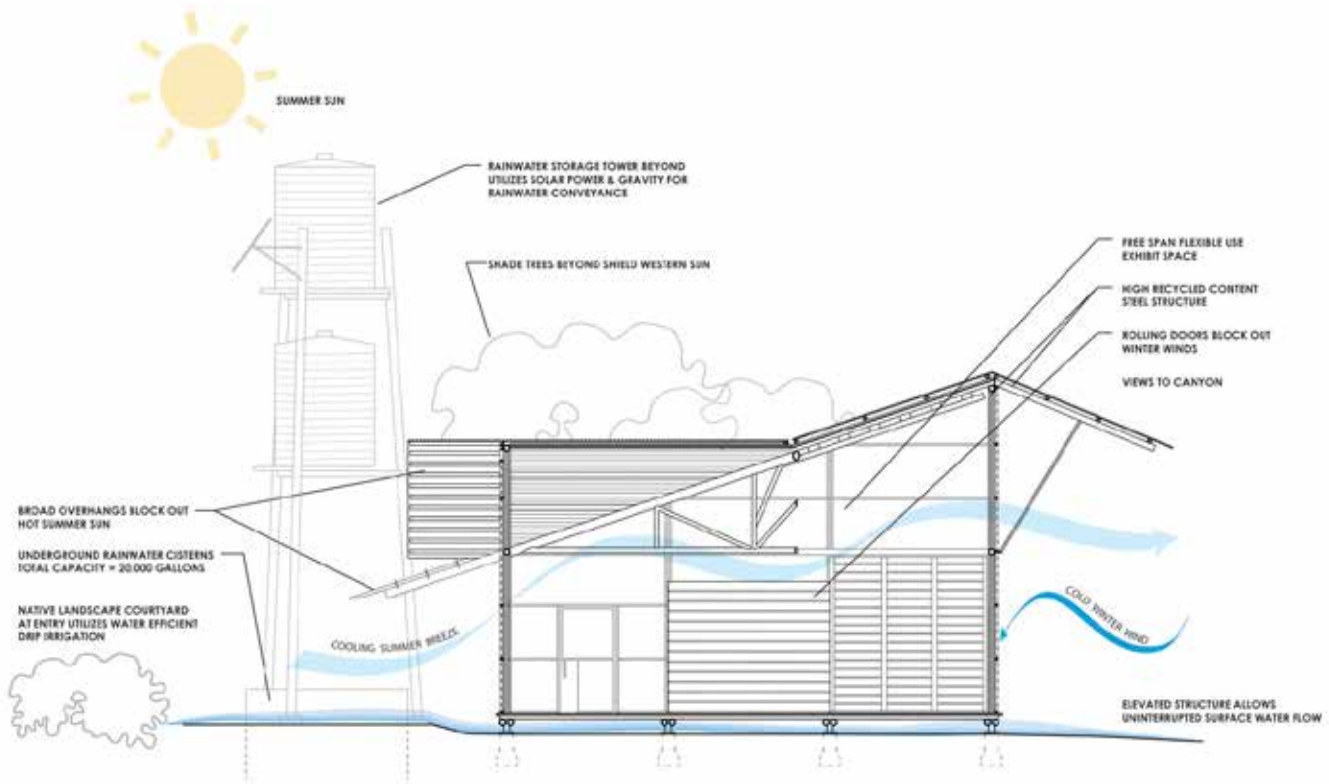 SUMMER SUN
RAINWATER STORAGE TOWER BEYOND
UTILIZES SOLAR POWER & GRAVITY FOR
RAINWATER CONVEYANCE
SHADE TREES BEYOND SHIELD WESTERN SUN
FREE SPAN FLEXIBLE USE
EXHIBIT SPACE
HIGH RECYCLED CONTENT
STEEL STRUCTURE
ROLLING DOORS BLOCK OUT
WINTER WINDS
VIEWS TO CANYON
BROAD OVERHANGS BLOCK OUT
HOT SUMMER SUN
UNDERGROUND RAINWATER CISTERNS
TOTAL CAPACITY = 20,000 GALLONS
NATIVE LANDSCAPE COURTYARD
AT ENTRY UTILIZES WATER EFFICIENT
DRIP IRRIGATION
COOLING SUMMER BREEZE
COLD WINTER WIND
ELEVATED STRUCTURE ALLOWS
UNINTERRUPTED SURFACE WATER FLOW